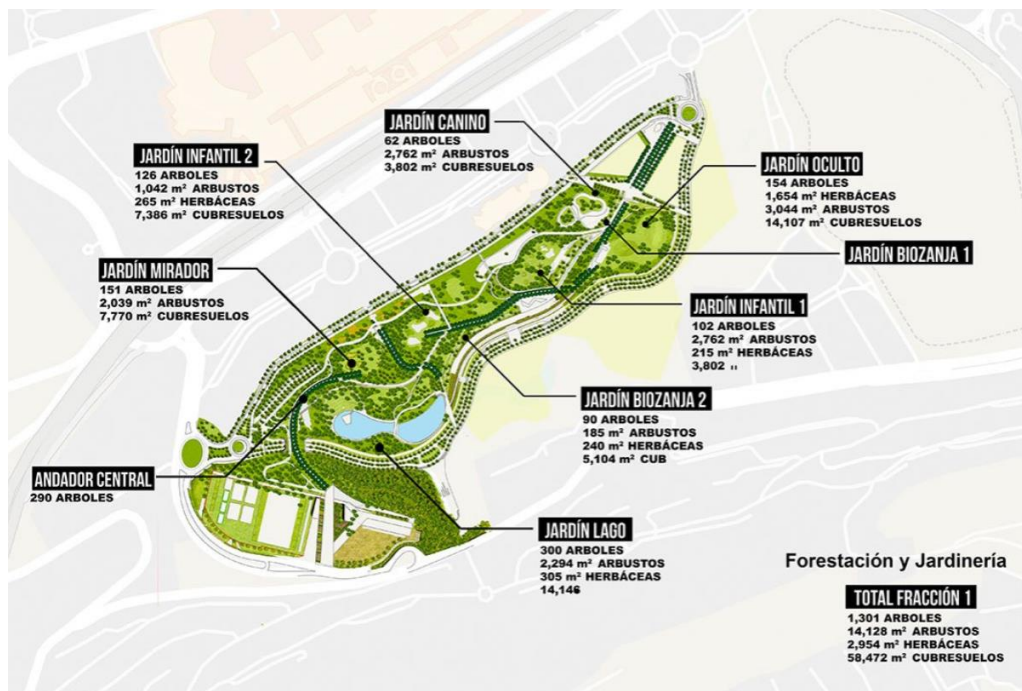 JARDÍN CANINO
62 ARBOLES
2,762 m² ARBUSTOS
3,802 m² CUBRESUELOS
JARDÍN INFANTIL 2
126 ARBOLES
1,042 m² ARBUSTOS
265 m² HERBÁCEAS
7,386 m² CUBRESUELOS
JARDÍN OCULTO
154 ARBOLES
1,654 m² HERBÁCEAS
3,044 m² ARBUSTOS
14,107 m² CUBRESUELOS
JARDÍN BIOZANJA 1
JARDÍN MIRADOR
151 ARBOLES
2,039 m² ARBUSTOS
7,770 m² CUBRESUELOS
JARDÍN INFANTIL 1
102 ARBOLES
2,762 m² ARBUSTOS
215 m² HERBÁCEAS
3,802 "
JARDÍN BIOZANJA 2
90 ARBOLES
185 m² ARBUSTOS
240 m² HERBÁCEAS
5,104 m² CUB
ANDADOR CENTRAL
290 ARBOLES
JARDÍN LAGO
300 ARBOLES
2,294 m² ARBUSTOS
305 m² HERBÁCEAS
14,146
Forestación y Jardinería
TOTAL FRACCIÓN 1
1,301 ARBOLES
14,128 m² ARBUSTOS
2,954 m² HERBÁCEAS
58,472 m² CUBRESUELOS